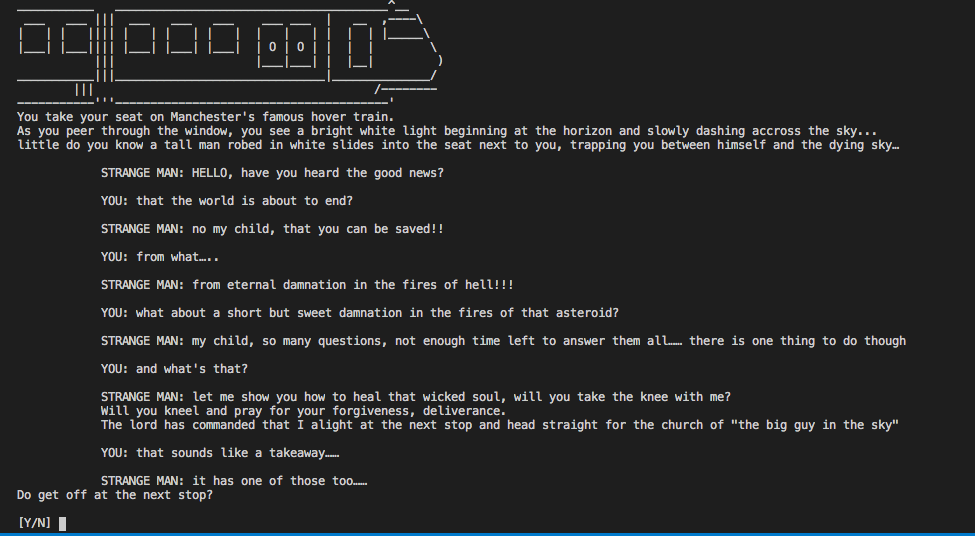 O O
You take your seat on Manchester's famous hover train.
As you peer through the window, you see a bright white light beginning at the horizon and slowly dashing accross the sky...
little do you know a tall man robed in white slides into the seat next to you, trapping you between himself and the dying sky…
STRANGE MAN: HELLO, have you heard the good news?
YOU: that the world is about to end?
STRANGE MAN: no my child, that you can be saved!!
YOU: from what…..
STRANGE MAN: from eternal damnation in the fires of hell!!!
YOU: what about a short but sweet damnation in the fires of that asteroid?
STRANGE MAN: my child, so many questions, not enough time left to answer them all…… there is one thing to do though
YOU: and what's that?
STRANGE MAN: let me show you how to heal that wicked soul, will you take the knee with me?
Will you kneel and pray for your forgiveness, deliverance.
The lord has commanded that I alight at the next stop and head straight for the church of "the big guy in the sky"
YOU: that sounds like a takeaway……
STRANGE MAN: it has one of those too……
Do get off at the next stop?
[Y/N]